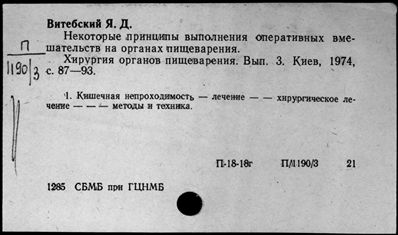 Витебский Я. Д.
Некоторые принципы выполнения оперативных вме-
шательств на органах пищеварения.
Хирургия органов пищеварения. Вып. 3. Киев, 1974,
с. 87—93.
П
1190/3
1. Кишечная непроходимость — лечение — — хирургическое ле-
чение — — — методы и техника.
П-18-18г П/1190/3 21
1285 СБМБ при ГЦНМБ